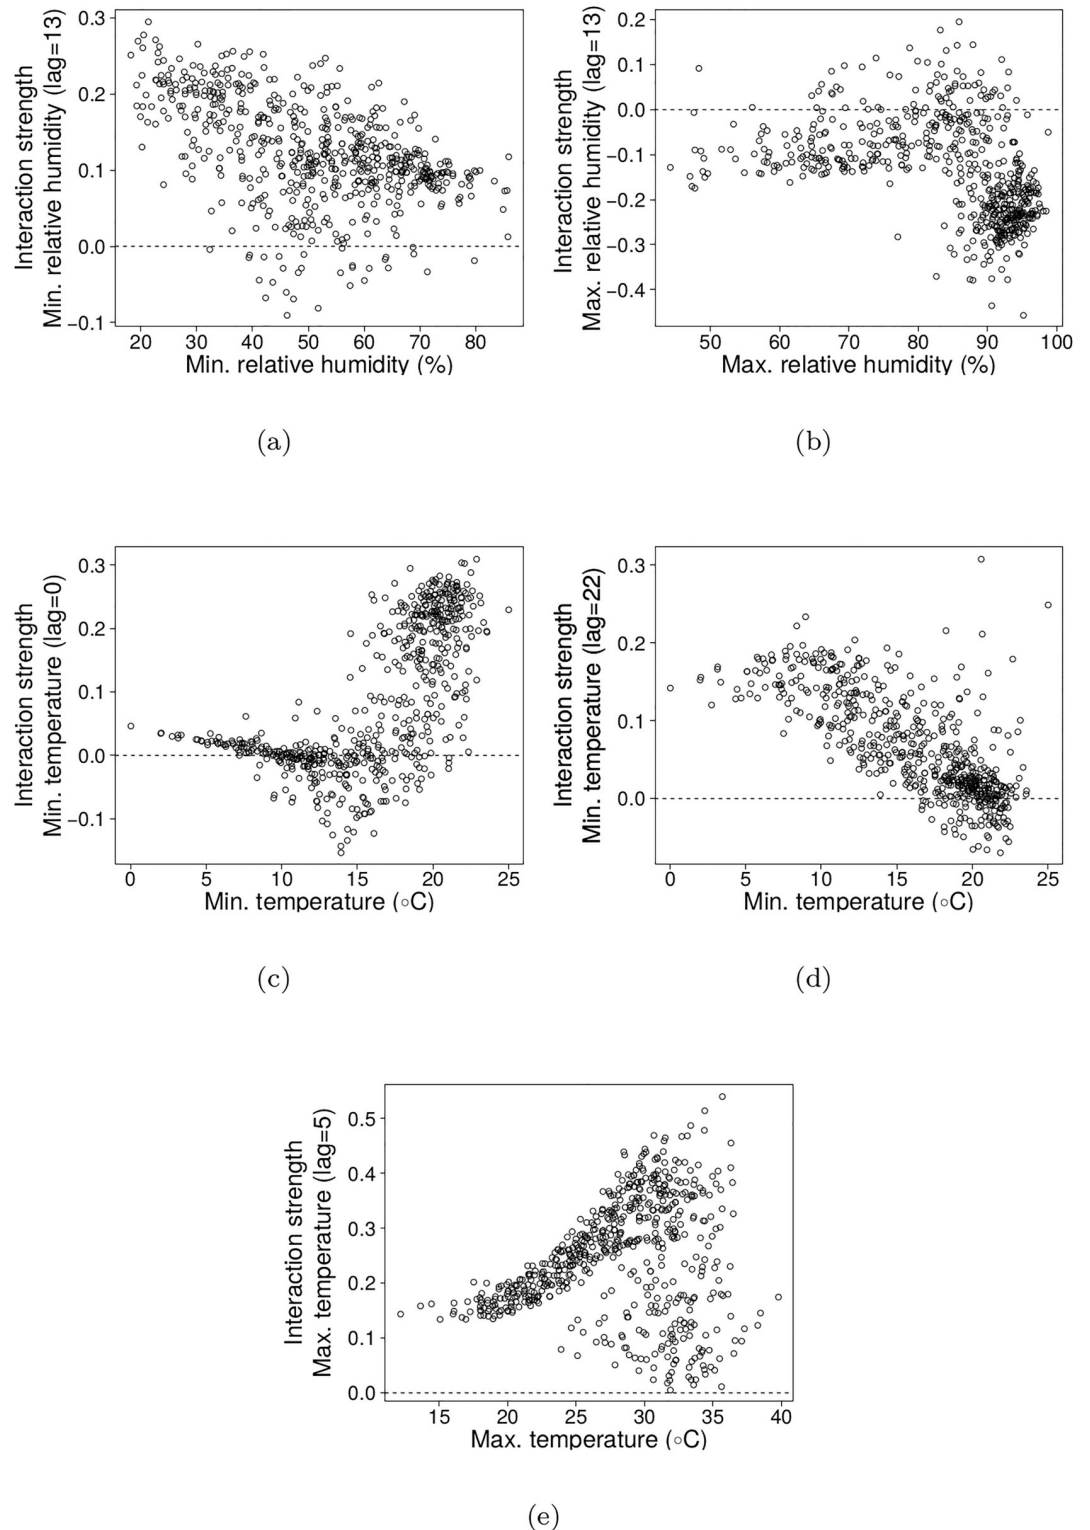 Interaction strength
Min. relative humidity (lag=13)
0.3
0.2
0.1
0.0
−0.1
20 30 40 50 60 70 80
Min. relative humidity (%)
(a)
Interaction strength
Max. relative humidity (lag=13)
0.2
0.1
0.0
−0.1
−0.2
−0.3
−0.4
50 60 70 80 90 100
Max. relative humidity (%)
(b)
Interaction strength
Min. temperature (lag=0)
0.3
0.2
0.1
0.0
−0.1
0 5 10 15 20 25
Min. temperature (∘C)
(c)
Interaction strength
Min. temperature (lag=22)
0.3
0.2
0.1
0.0
0 5 10 15 20 25
Min. temperature (∘C)
(d)
Interaction strength
Max. temperature (lag=5)
0.5
0.4
0.3
0.2
0.1
0.0
15 20 25 30 35 40
Max. temperature (∘C)
(e)